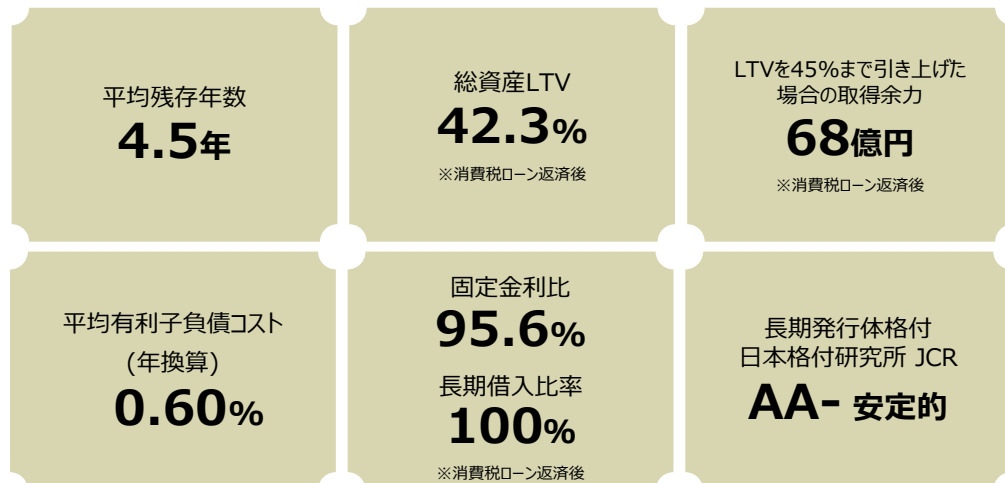 平均残存年数
4.5年
総資産LTV
42.3%
※消費税ローン返済後
LTVを45%まで引き上げた
場合の取得余力
68億円
※消費税ローン返済後
平均有利子負債コスト
(年換算)
0.60%
固定金利比
95.6%
長期借入比率
100%
※消費税ローン返済後
長期発行体格付
日本格付研究所 JCR
AA- 安定的